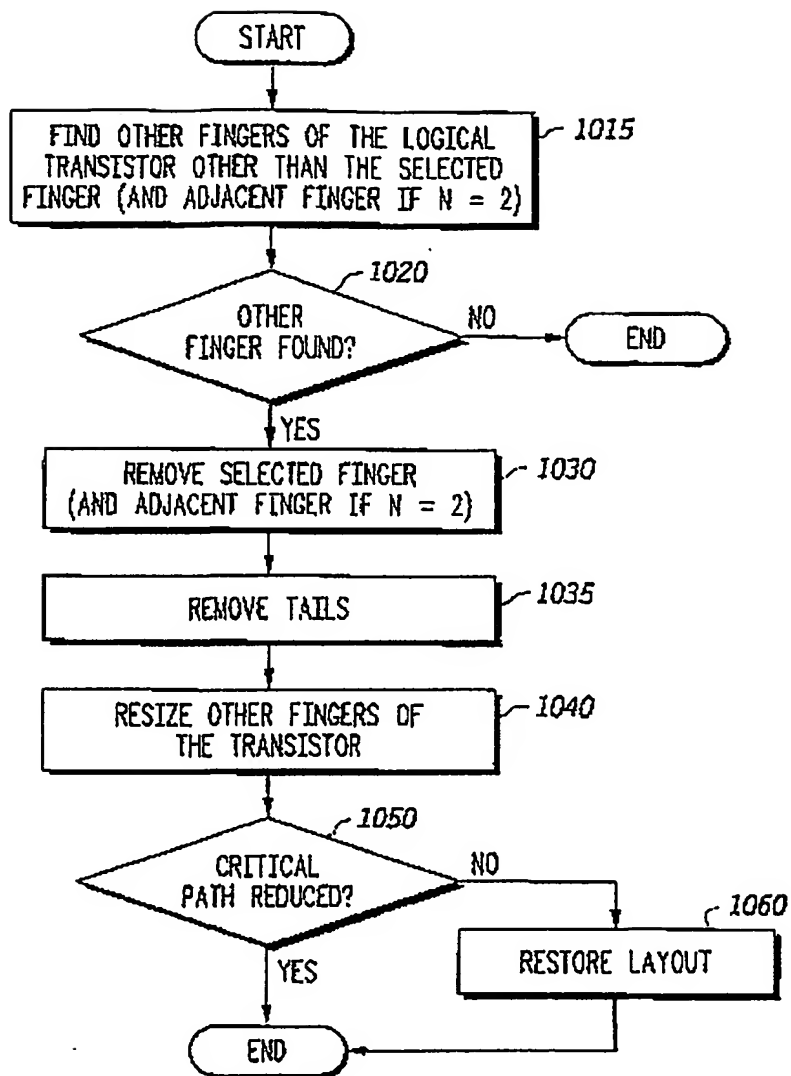 START
FIND OTHER FINGERS OF THE LOGICAL
TRANSISTOR OTHER THAN THE SELECTED
FINGER (AND ADJACENT FINGER IF N = 2)
1015
1020
OTHER
FINGER FOUND?
NO
END
YES
REMOVE SELECTED FINGER
(AND ADJACENT FINGER IF N = 2)
1030
REMOVE TAILS
1035
RESIZE OTHER FINGERS OF
THE TRANSISTOR
1040
1050
CRITICAL
PATH REDUCED?
NO
1060
RESTORE LAYOUT
YES
END